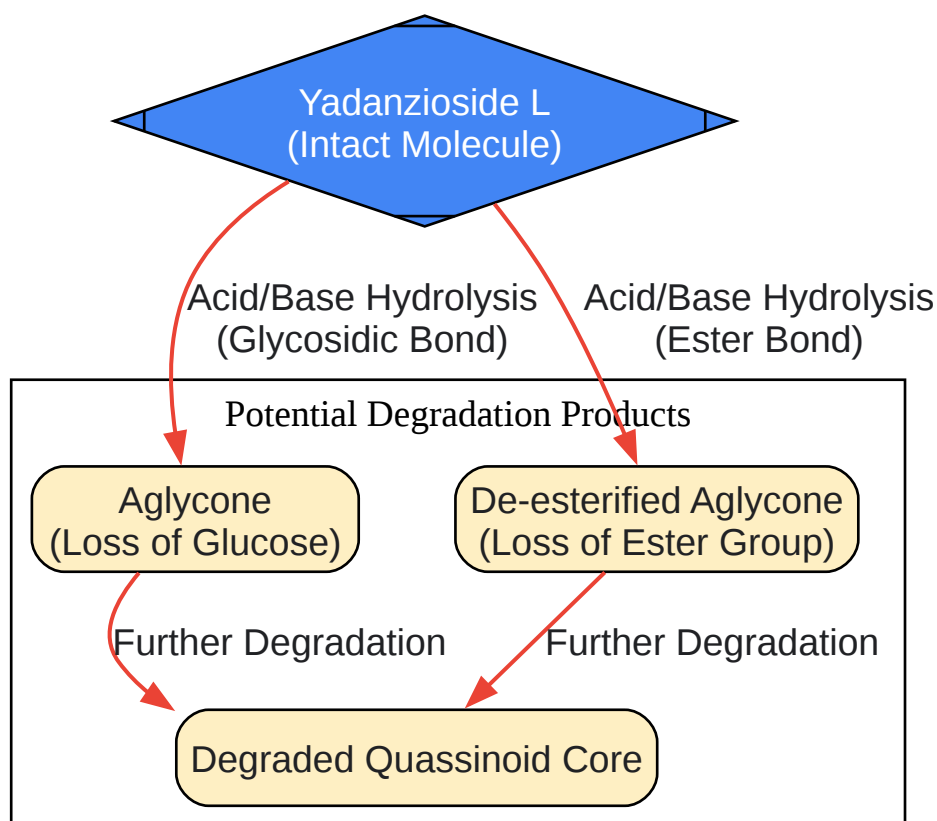 Yadanzioside L
(Intact Molecule)
Acid/Base Hydrolysis
(Glycosidic Bond)
Acid/Base Hydrolysis
(Ester Bond)
Potential Degradation Products
Aglycone
(Loss of Glucose)
De-esterified Aglycone
(Loss of Ester Group)
Further Degradation
Further Degradation
Degraded Quassinoid Core